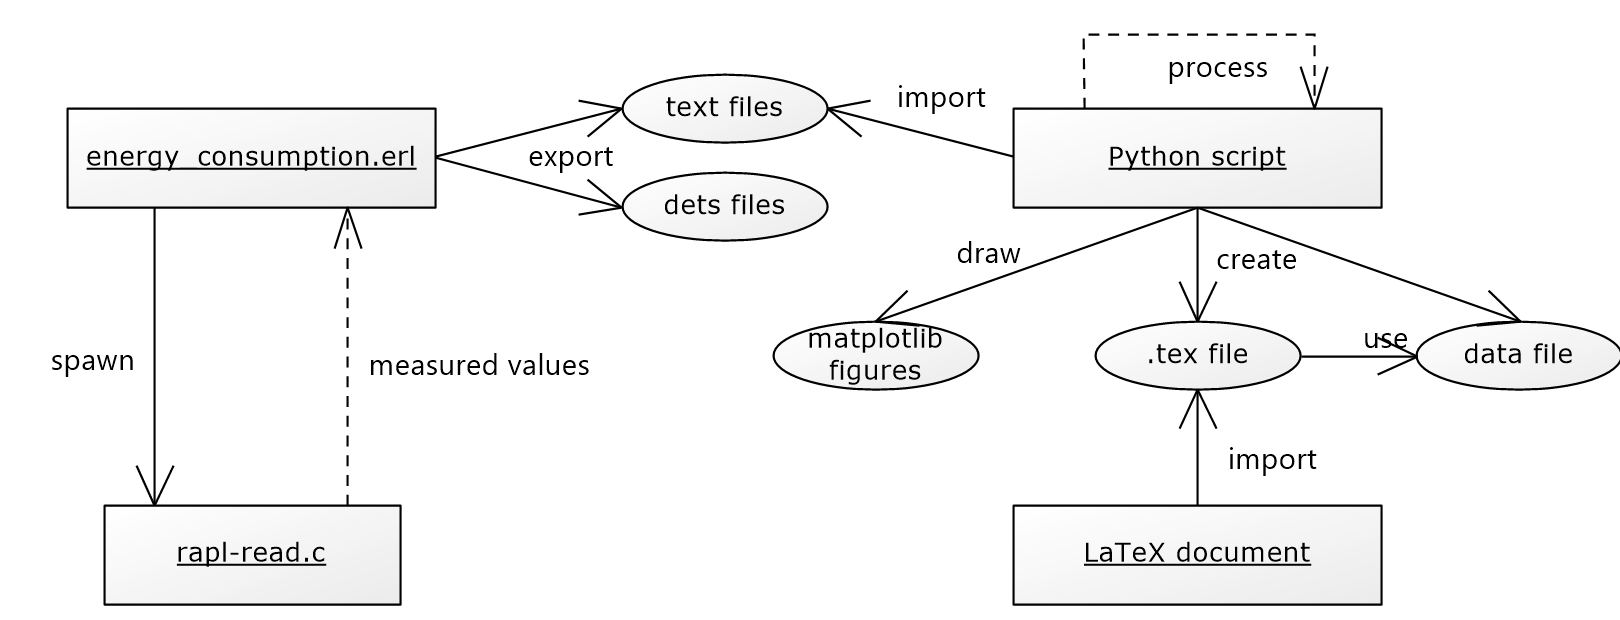 process
text files
import
energy_consumption.erl
export
Python script
dets files
draw
create
matplotlib
figures
.tex file
use
data file
spawn
measured values
import
rapl-read.c
LaTeX document